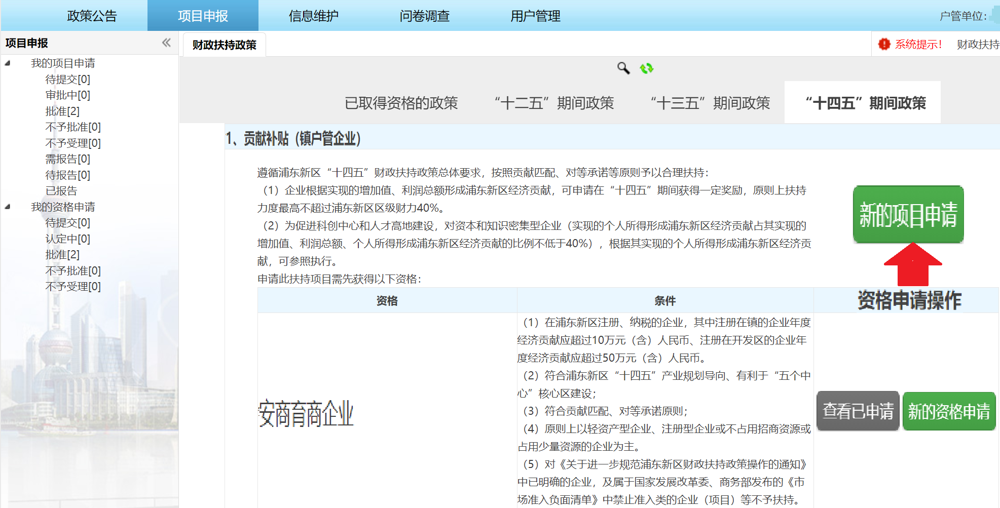 政策公告 项目申报 信息维护 问卷调查 用户管理 户管单位：
项目申报
财政扶持政策
系统提示！ 财政扶持
我的项目申请
待提交[0]
审批中[0]
批准[2]
不予批准[0]
不予受理[0]
需报告[0]
待报告[0]
已报告
我的资格申请
待提交[0]
认定中[0]
批准[2]
不予批准[0]
不予受理[0]
已取得资格的政策 “十二五”期间政策 “十三五”期间政策 “十四五”期间政策
1、贡献补贴（镇户管企业）
遵循浦东新区“十四五”财政扶持政策总体要求，按照贡献匹配、对等承诺等原则予以合理扶持：
（1）企业根据实现的增加值、利润总额形成浦东新区经济贡献，可申请在“十四五”期间获得一定奖励，原则上扶持
力度最高不超过浦东新区区级财力40%。
（2）为促进科创中心和人才高地建设，对资本和知识密集型企业（实现的个人所得形成浦东新区经济贡献占其实现的
增加值、利润总额、个人所得形成浦东新区经济贡献的比例不低于40%），根据其实现的个人所得形成浦东新区经济贡
献，可参照执行。
申请此扶持项目需先获得以下资格：
新的项目申请
资格 条件 资格申请操作
安商育商企业
（1）在浦东新区注册、纳税的企业，其中注册在镇的企业年度
经济贡献应超过10万元（含）人民币、注册在开发区的企业年
度经济贡献应超过50万元（含）人民币。
（2）符合浦东新区“十四五”产业规划导向、有利于“五个中
心”核心区建设；
（3）符合贡献匹配、对等承诺原则；
（4）原则上以轻资产型企业、注册型企业或不占用招商资源或
占用少量资源的企业为主。
（5）对《关于进一步规范浦东新区财政扶持政策操作的通知》
中已明确的企业，及属于国家发展改革委、商务部发布的《市
场准入负面清单》中禁止准入类的企业（项目）等不予扶持。
查看已申请 新的资格申请